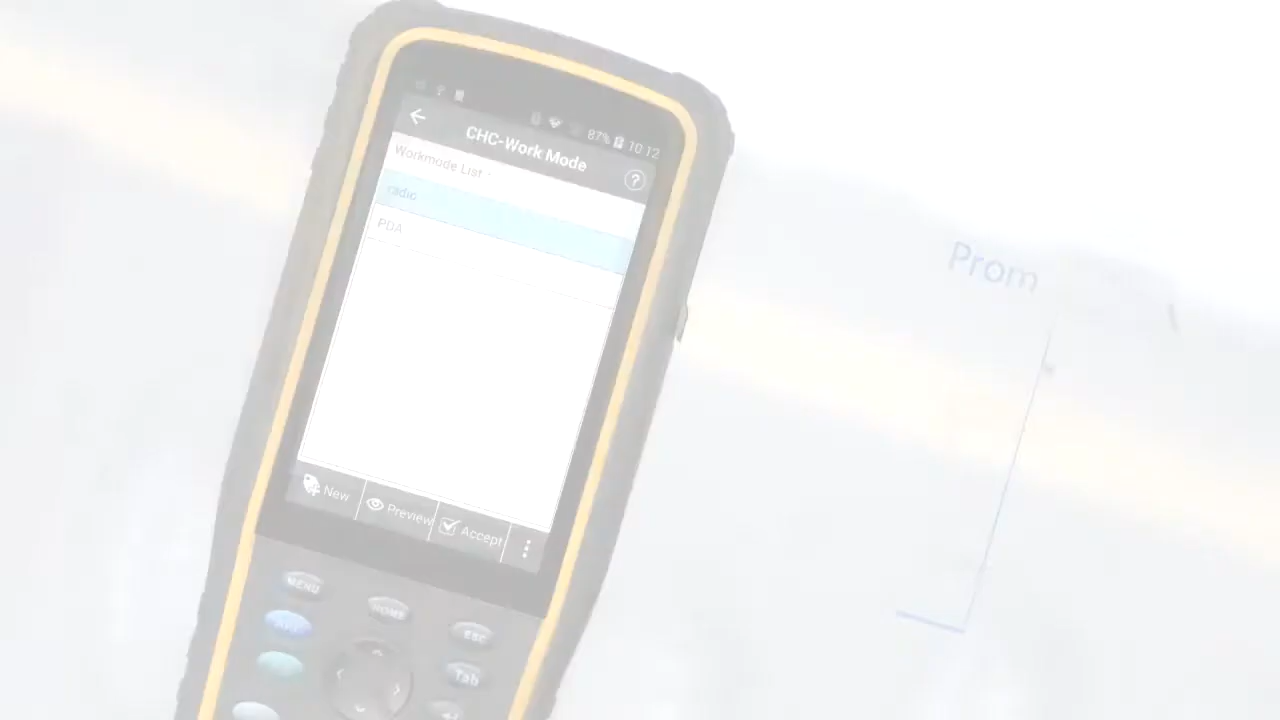 87% 10:12
CHC-Work Mode
?
Workmode List
radio
PDA
New Preview Accept
MENU
HOME
ESC
Tab
Prom